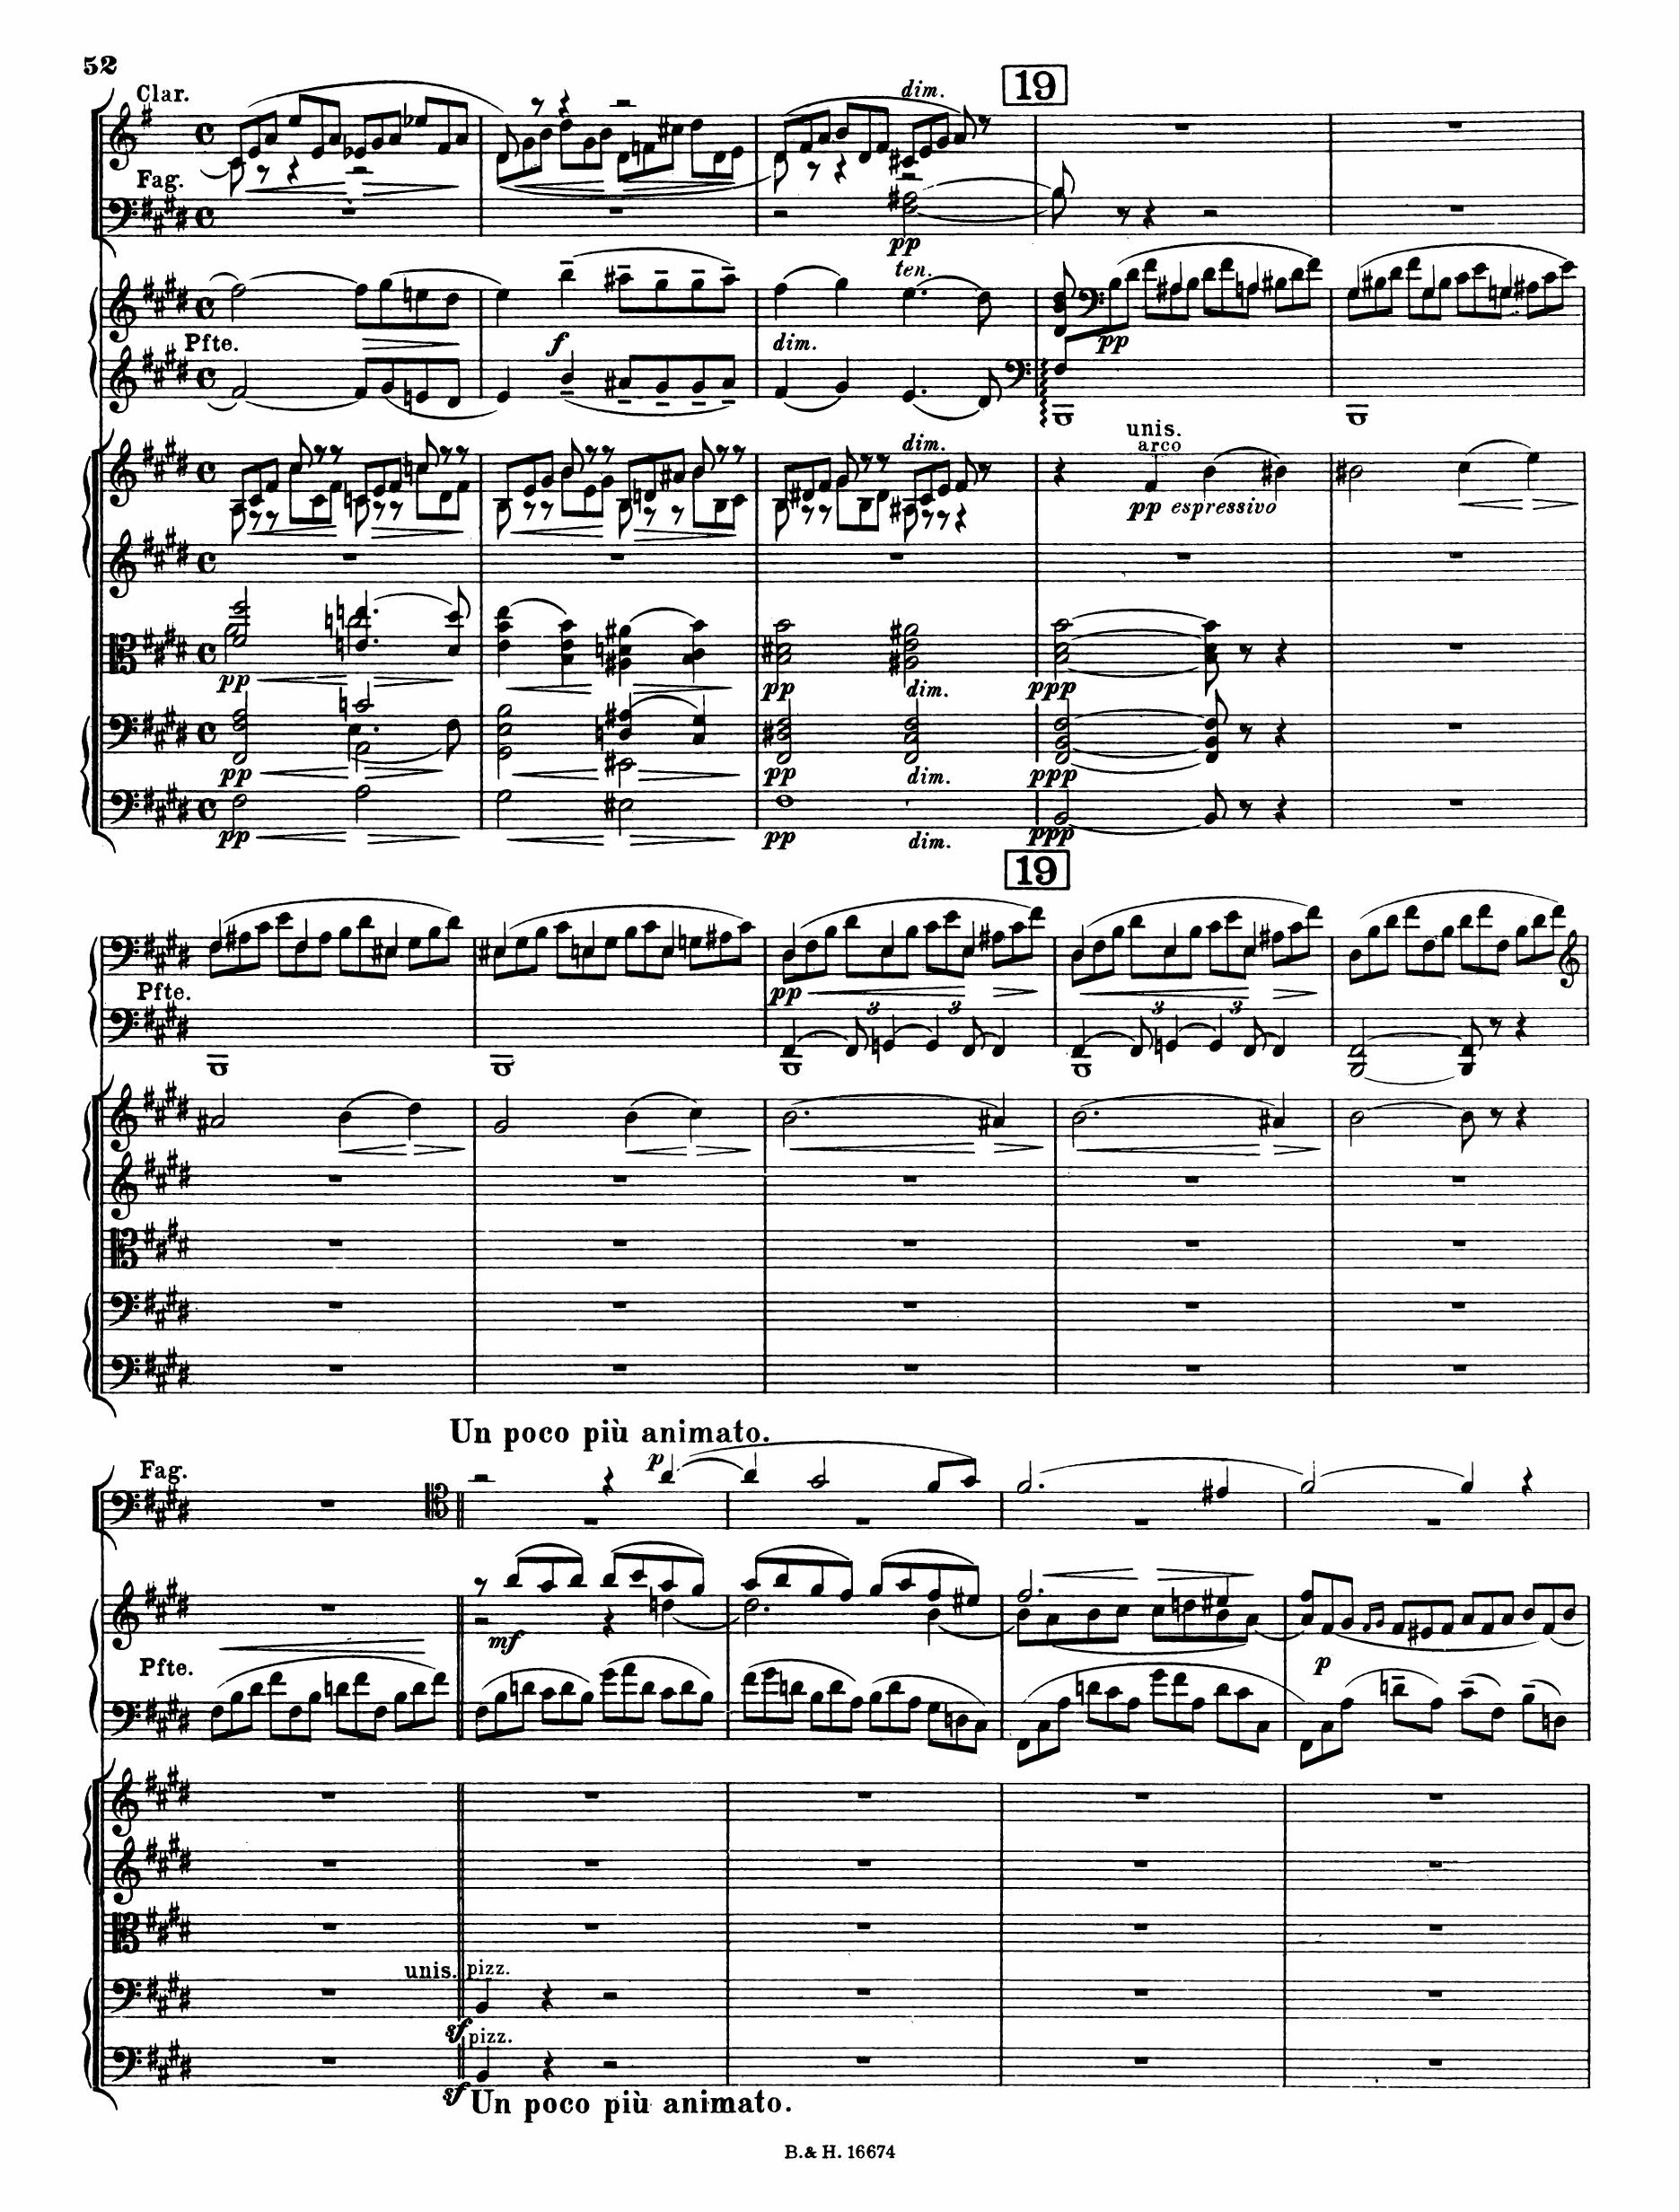 52
Clar.
dim.
19
Fag.
pp
ten.
Pfte.
f
dim.
pp
unis.
arco
dim.
pp espressivo
pp
pp
dim.
ppp
pp
dim.
ppp
pp
dim.
ppp
19
Pfte.
pp
3
3
3
3
Un poco più animato.
Fag.
p
mf
Pfte.
p
unis. pizz.
sf
pizz.
sf
Un poco più animato.
B. & H. 16674